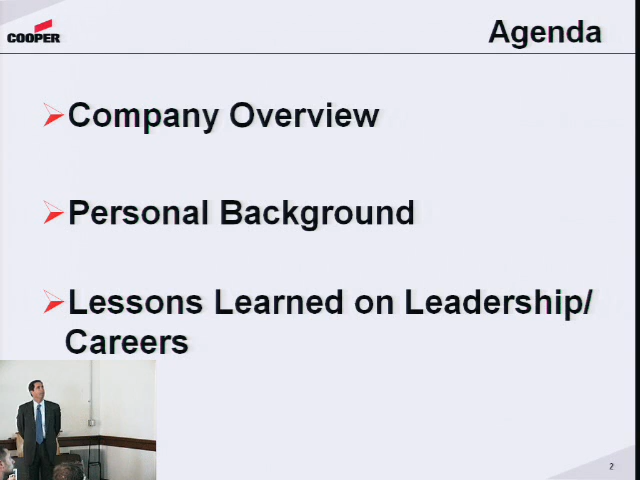 COOPER
Agenda
Company Overview
Personal Background
Lessons Learned on Leadership/
Careers
2